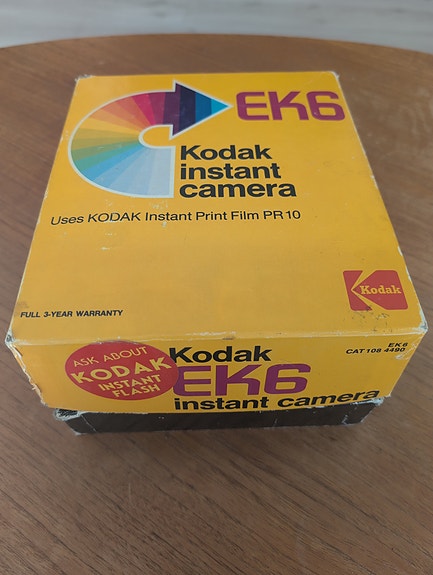 EK6
Kodak
instant
camera
Uses KODAK Instant Print Film PR10
Kodak
FULL 3-YEAR WARRANTY
ASK ABOUT
KODAK
INSTANT
FLASH
Kodak
EK6
instant camera
EK6
CAT 108 4490